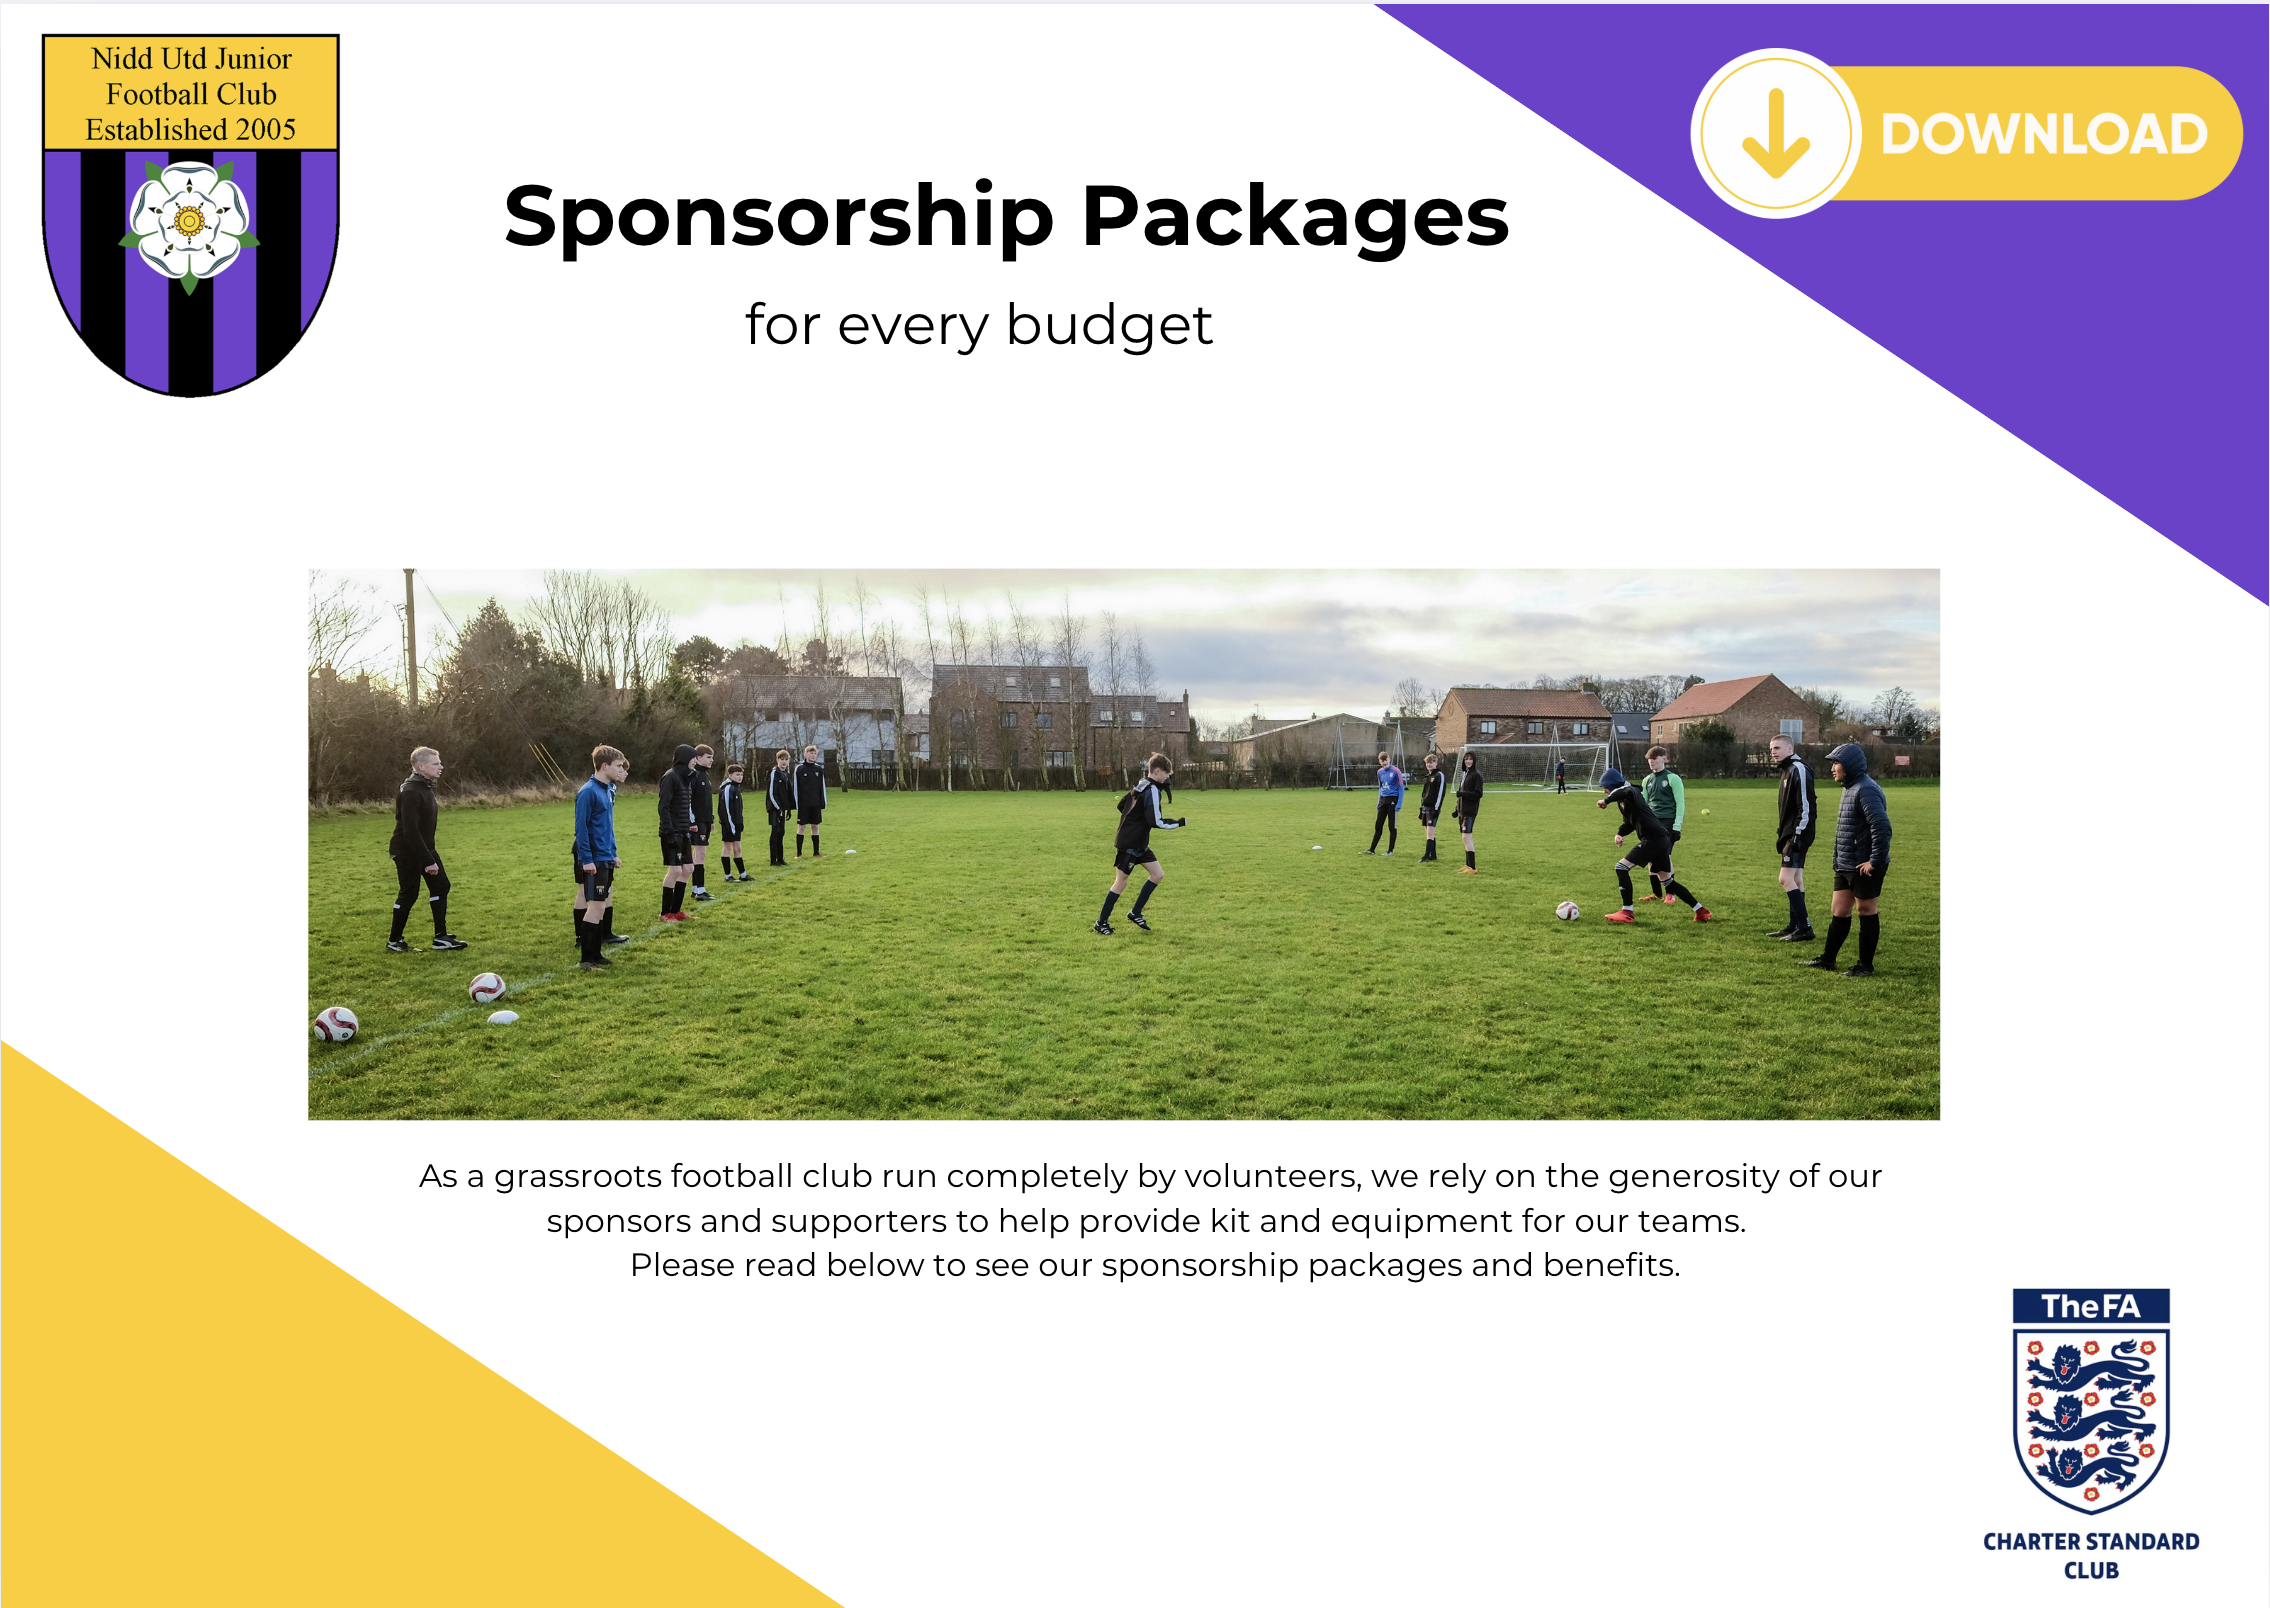 Nidd Utd Junior
Football Club
Established 2005
DOWNLOAD
Sponsorship Packages
for every budget
As a grassroots football club run completely by volunteers, we rely on the generosity of our
sponsors and supporters to help provide kit and equipment for our teams.
Please read below to see our sponsorship packages and benefits.
The FA
CHARTER STANDARD
CLUB